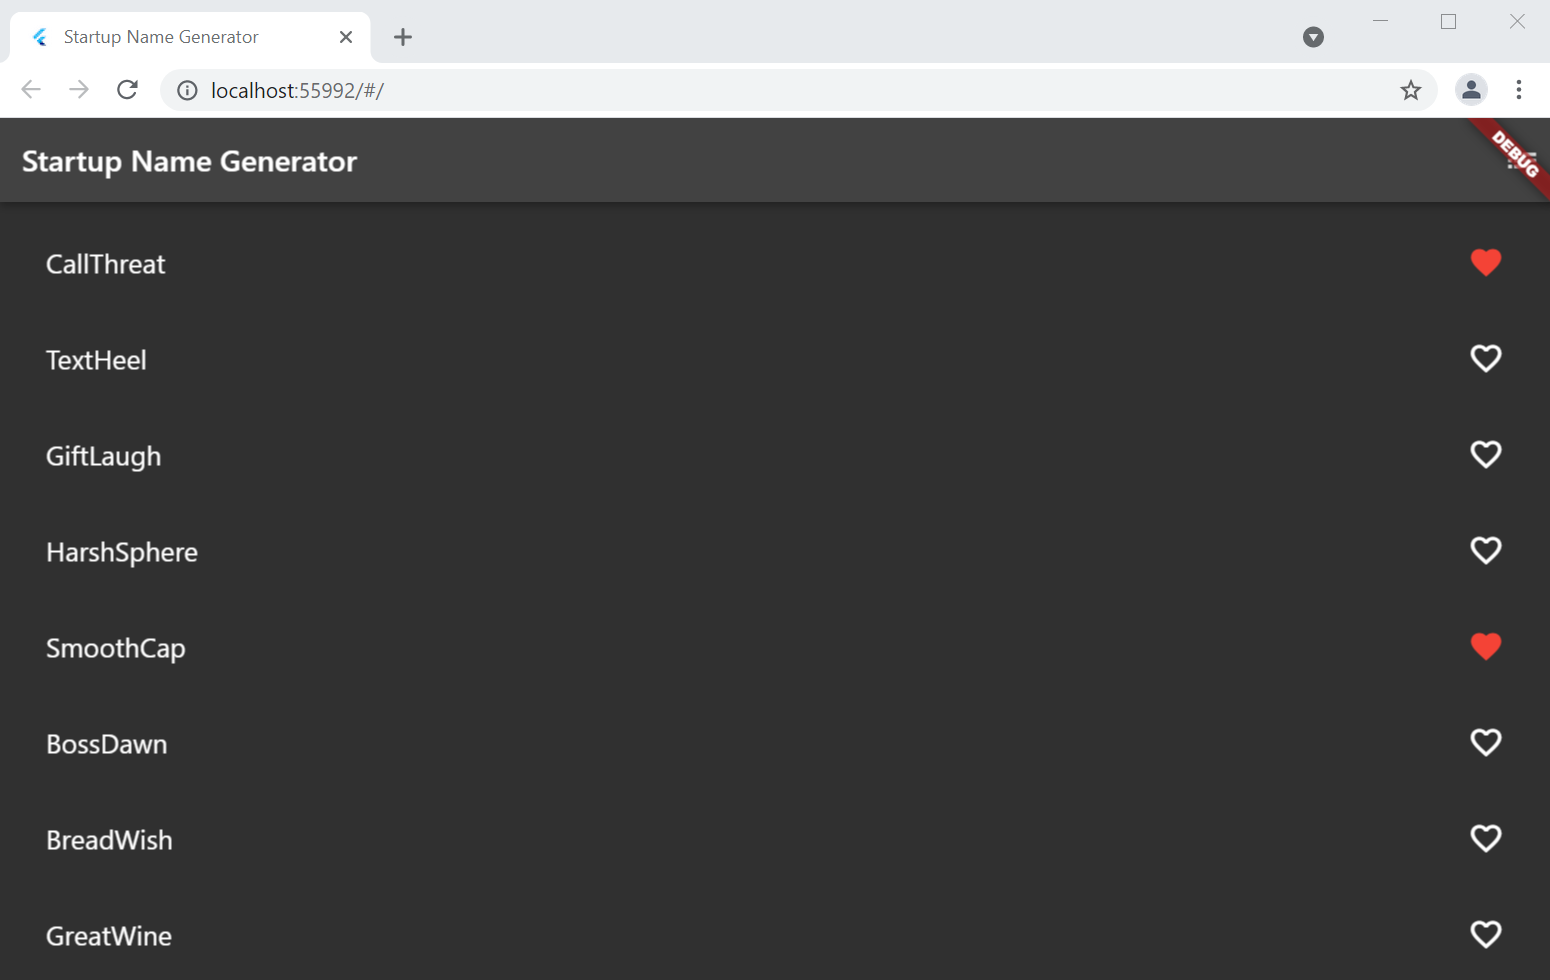 Startup Name Generator
localhost:55992/#/
Startup Name Generator
DEBUG
CallThreat
TextHeel
GiftLaugh
HarshSphere
SmoothCap
BossDawn
BreadWish
GreatWine